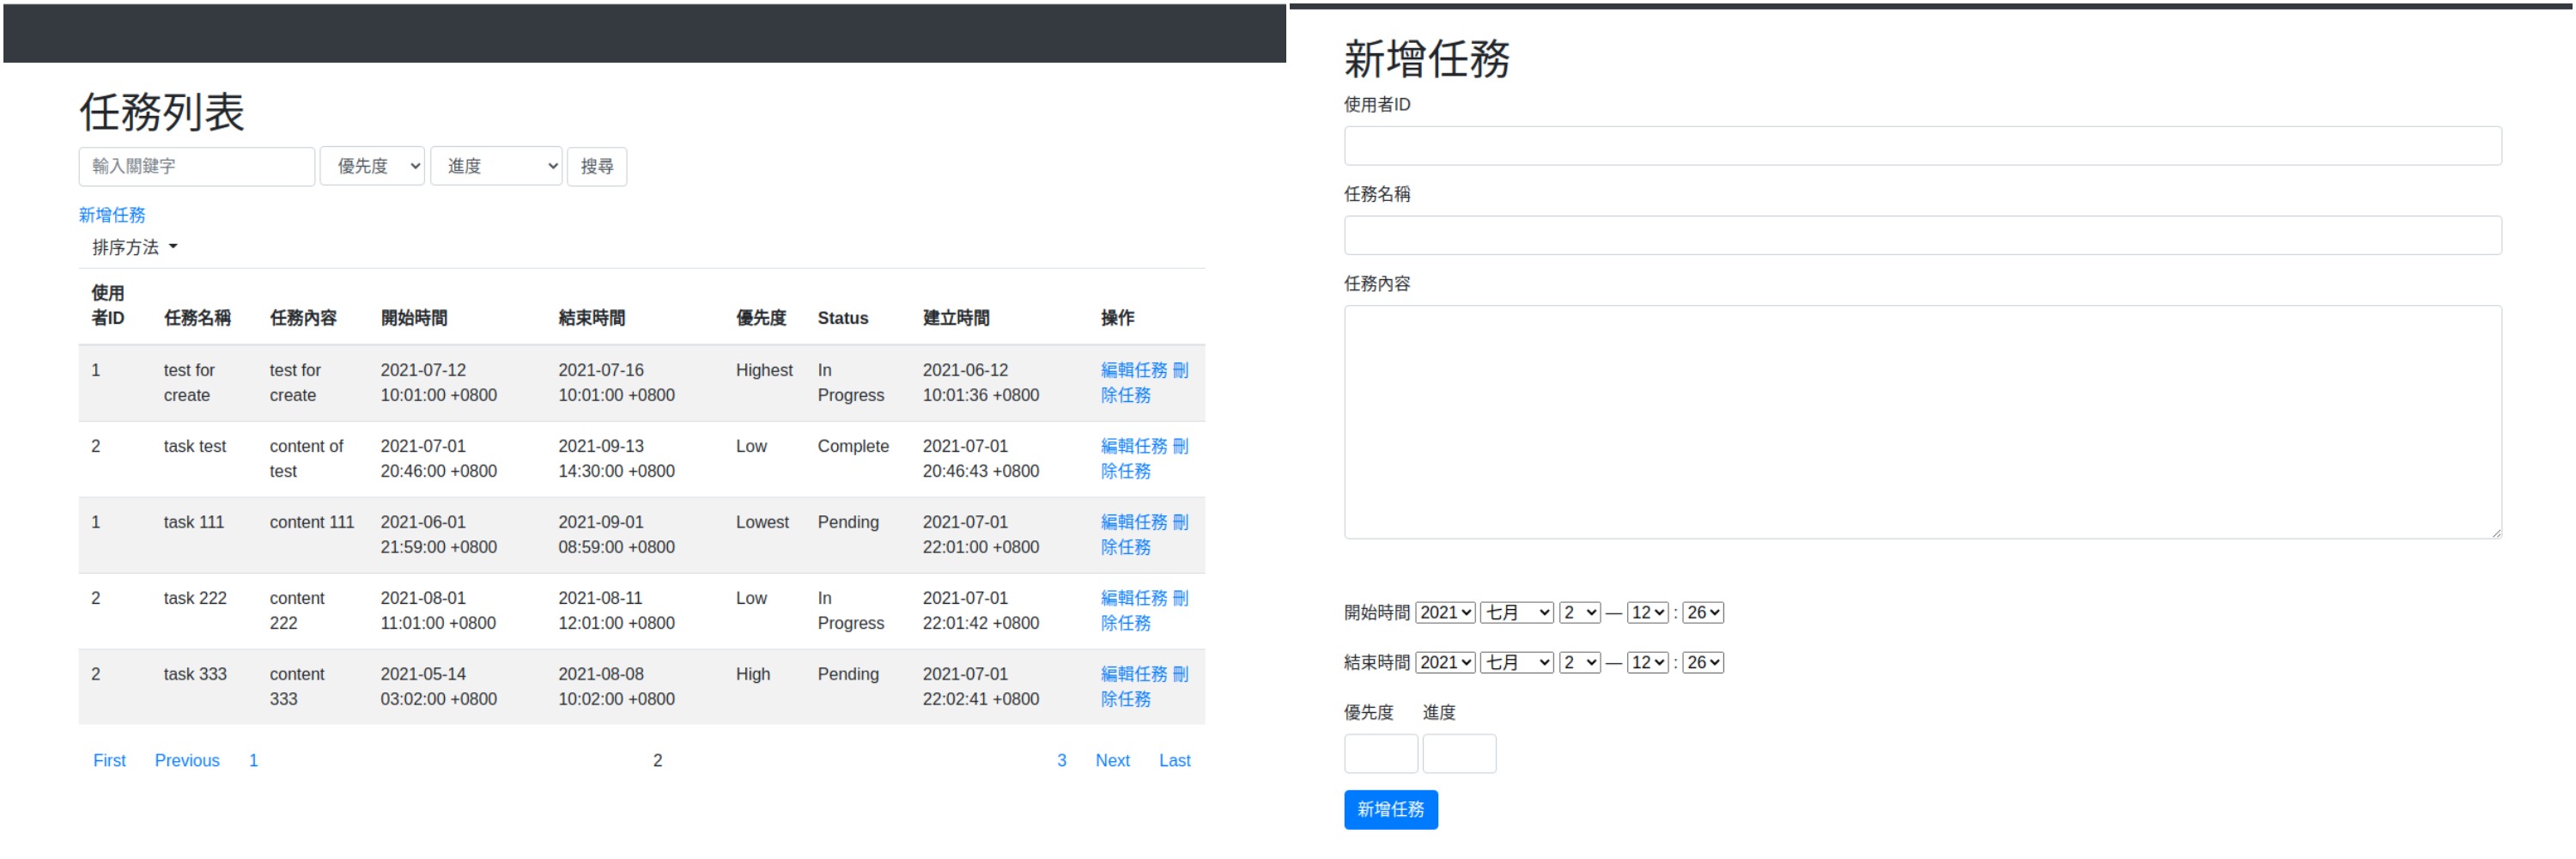 任務列表
輸入關鍵字 優先度 進度 搜尋
新增任務
排序方法
使用
者ID 任務名稱 任務內容 開始時間 結束時間 優先度 Status 建立時間 操作
1 test for test for 2021-07-12 2021-07-16 Highest In 2021-06-12 編輯任務 刪
create create 10:01:00 +0800 10:01:00 +0800 Progress 10:01:36 +0800 除任務
2 task test content of 2021-07-01 2021-09-13 Low Complete 2021-07-01 編輯任務 刪
test 20:46:00 +0800 14:30:00 +0800 20:46:43 +0800 除任務
1 task 111 content 111 2021-06-01 2021-09-01 Lowest Pending 2021-07-01 編輯任務 刪
21:59:00 +0800 08:59:00 +0800 22:01:00 +0800 除任務
2 task 222 content 2021-08-01 2021-08-11 Low In 2021-07-01 編輯任務 刪
222 11:01:00 +0800 12:01:00 +0800 Progress 22:01:42 +0800 除任務
2 task 333 content 2021-05-14 2021-08-08 High Pending 2021-07-01 編輯任務 刪
333 03:02:00 +0800 10:02:00 +0800 22:02:41 +0800 除任務
First Previous 1 2 3 Next Last
新增任務
使用者ID
任務名稱
任務內容
開始時間 2021 七月 2 — 12 : 26
結束時間 2021 七月 2 — 12 : 26
優先度 進度
新增任務